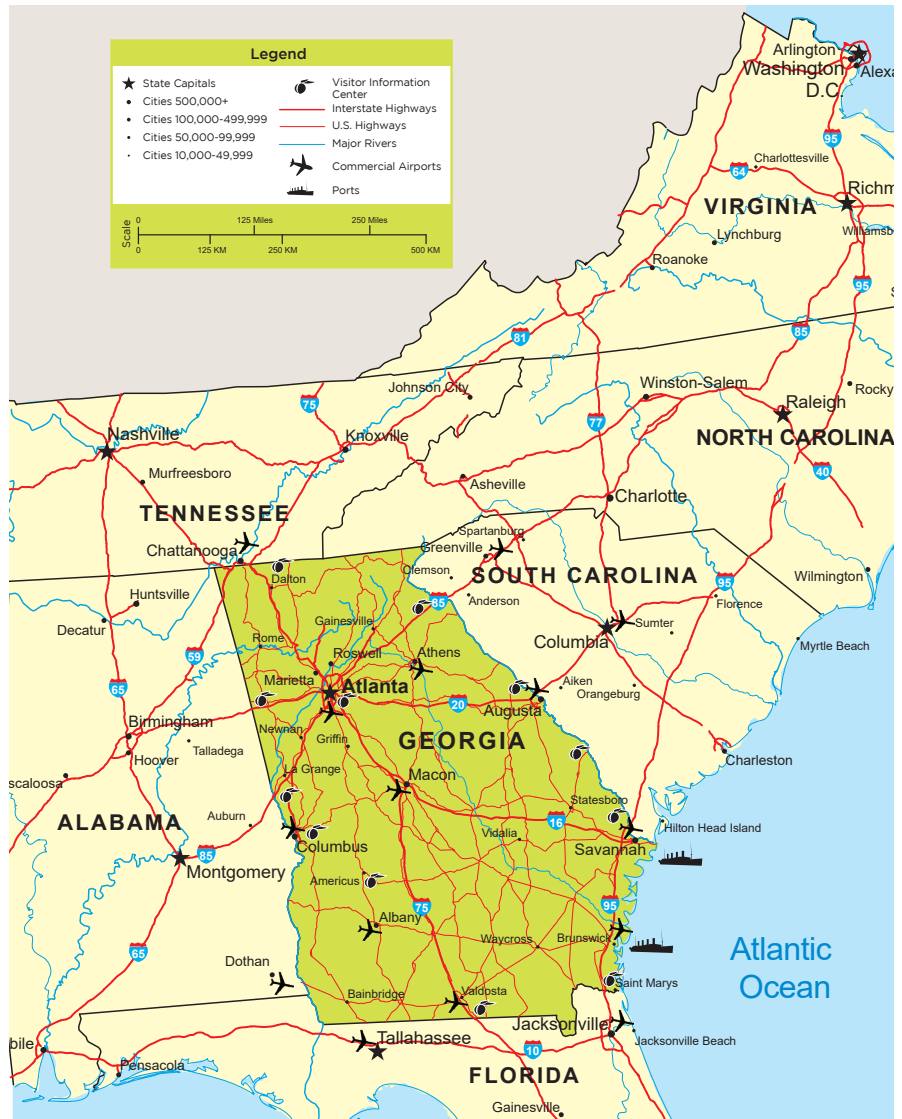 Legend
State Capitals
Cities 500,000+
Cities 100,000-499,999
Cities 50,000-99,999
Cities 10,000-49,999
Visitor Information
Center
Interstate Highways
U.S. Highways
Major Rivers
Commercial Airports
Ports
Scale
0 125 Miles 250 Miles
0 125 KM 250 KM 500 KM
Arlington
Washington
D.C.
Alexa
95
Charlottesville
64
Richm
VIRGINIA
Williamsb
Lynchburg
Roanoke
95
85
81
Johnson City
75
Winston-Salem
Rocky
Raleigh
77
Nashville
Knoxville
NORTH CAROLINA
40
Murfreesboro
Asheville
Charlotte
TENNESSEE
Spartanburg
Chattanooga
Greenville
Clemson
SOUTH CAROLINA
95
Wilmington
Dalton
Huntsville
85
Anderson
Florence
Decatur
Gainesville
Columbia
Sumter
Rome
Myrtle Beach
59
Roswell
Athens
Marietta
Atlanta
65
Aiken
Orangeburg
20
Augusta
Birmingham
Newnan
Griffin
GEORGIA
Hoover
Talladega
Charleston
La Grange
Macon
scaloosa
Statesboro
ALABAMA
Auburn
16
Vidalia
Hilton Head Island
Columbus
Savannah
85
Montgomery
Americus
75
95
Albany
65
Waycross
Brunswick
Atlantic
Ocean
Dothan
Bainbridge
Valdosta
Saint Marys
Jacksonville
Tallahassee
Jacksonville Beach
bile
10
Pensacola
FLORIDA
Gainesville